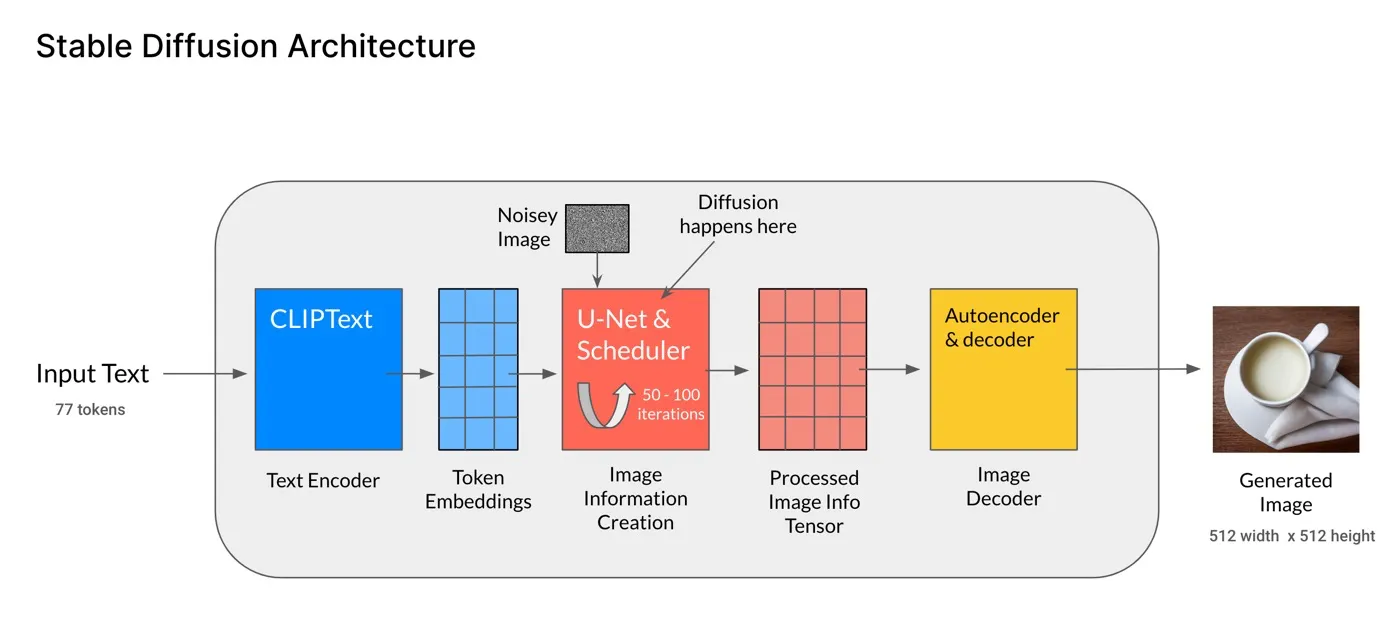 Stable Diffusion Architecture
Noisey
Image
Diffusion
happens here
Input Text
77 tokens
CLIPText
Text Encoder
Token
Embeddings
U-Net &
Scheduler
50 - 100
iterations
Image
Information
Creation
Processed
Image Info
Tensor
Autoencoder
& decoder
Image
Decoder
Generated
Image
512 width x 512 height